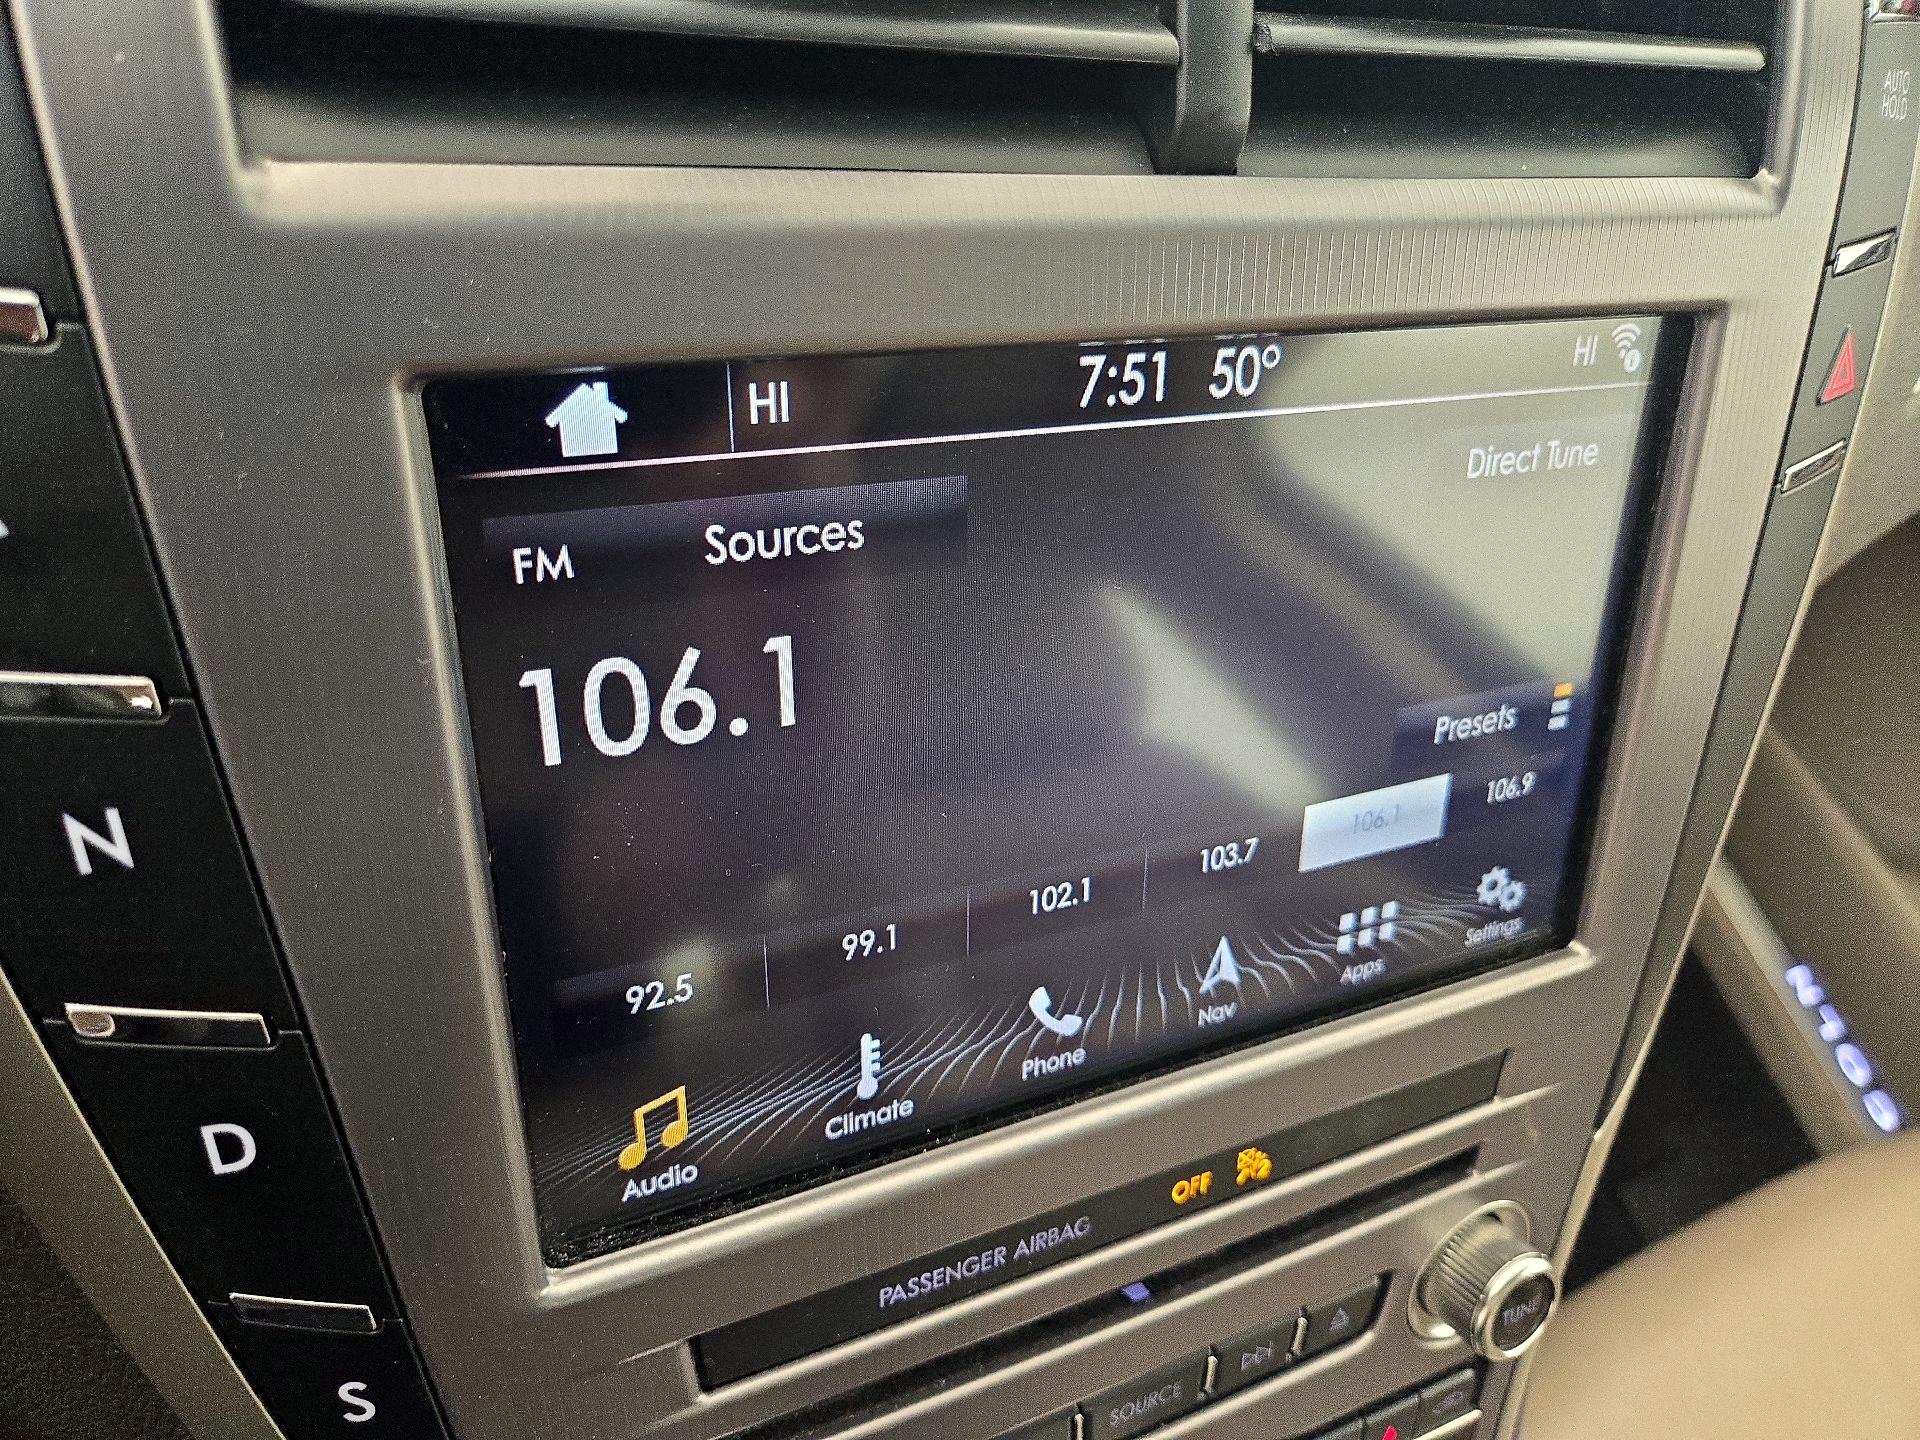 AUTO
HOLD
HI 7:51 50° HI
Direct Tune
FM Sources
106.1
Presets
92.5 99.1 102.1 103.7 106.1 106.9
Audio Climate Phone Nav Apps Settings
N
D
S
PASSENGER AIRBAG OFF
TUNE
SOURCE